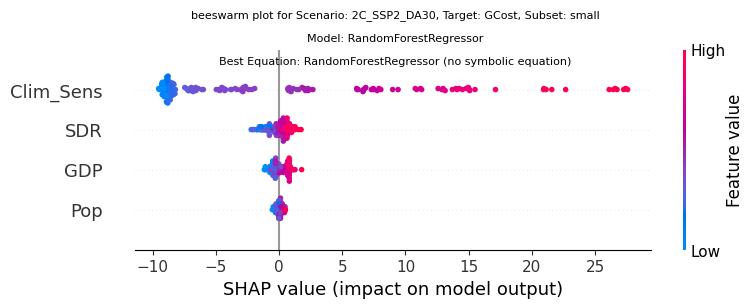 beeswarm plot for Scenario: 2C_SSP2_DA30, Target: GCost, Subset: small
Model: RandomForestRegressor
Best Equation: RandomForestRegressor (no symbolic equation)
High
Clim_Sens
SDR
GDP
Pop
Feature value
Low
−10 −5 0 5 10 15 20 25
SHAP value (impact on model output)